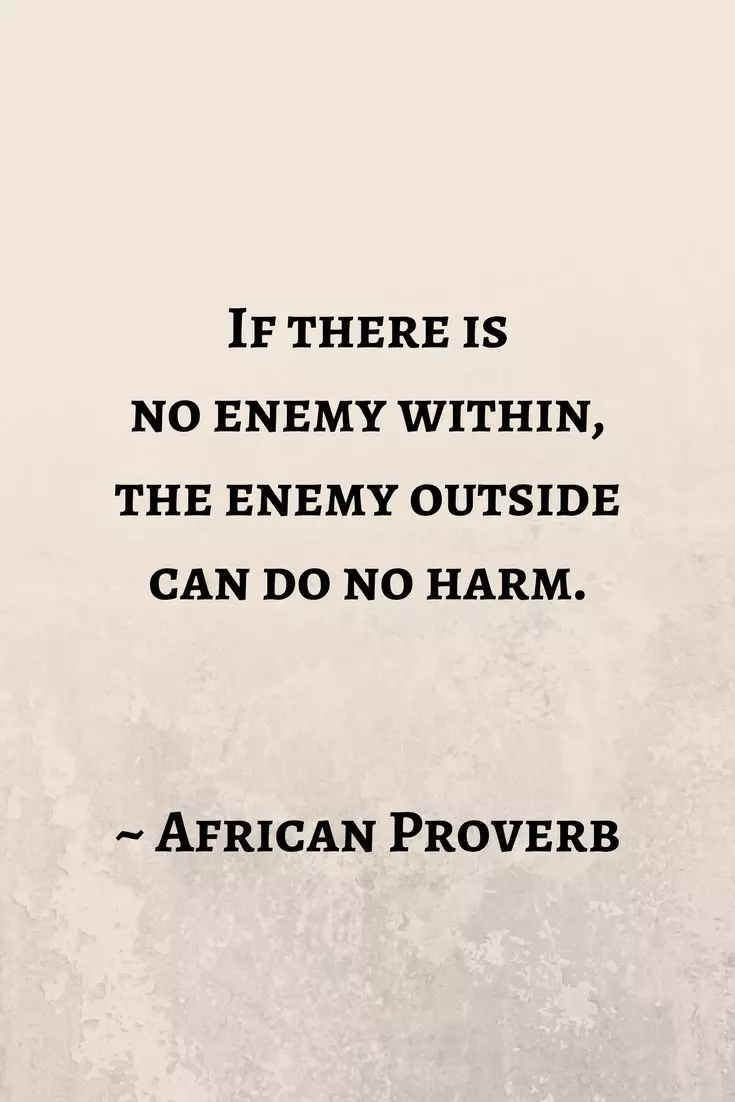 If there is
no enemy within,
the enemy outside
can do no harm.
~ African Proverb